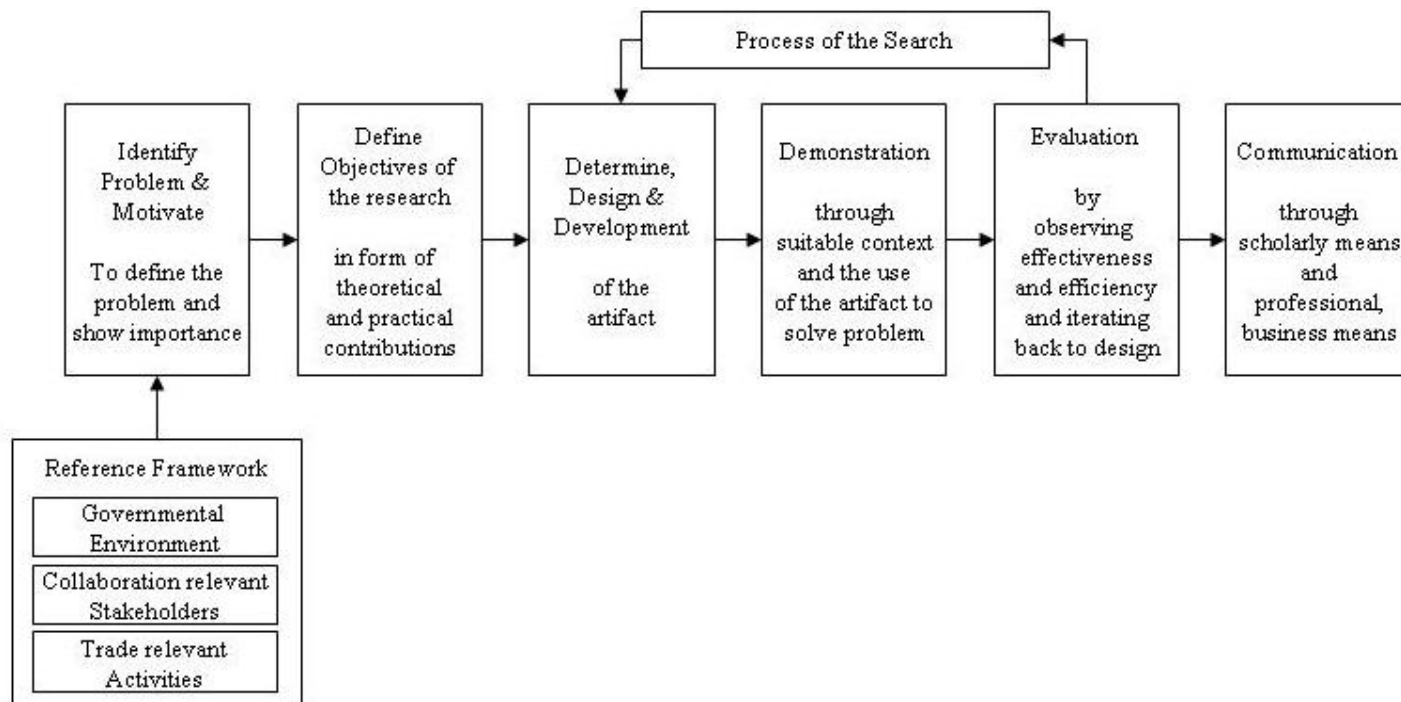 Process of the Search
Identify
Problem &
Motivate
To define the
problem and
show importance
Define
Objectives of
the research
in form of
theoretical
and practical
contributions
Determine,
Design &
Development
of the
artifact
Demonstration
through
suitable context
and the use
of the artifact to
solve problem
Evaluation
by
observing
effectiveness
and efficiency
and iterating
back to design
Communication
through
scholarly means
and
professional,
business means
Reference Framework
Governmental
Environment
Collaboration relevant
Stakeholders
Trade relevant
Activities